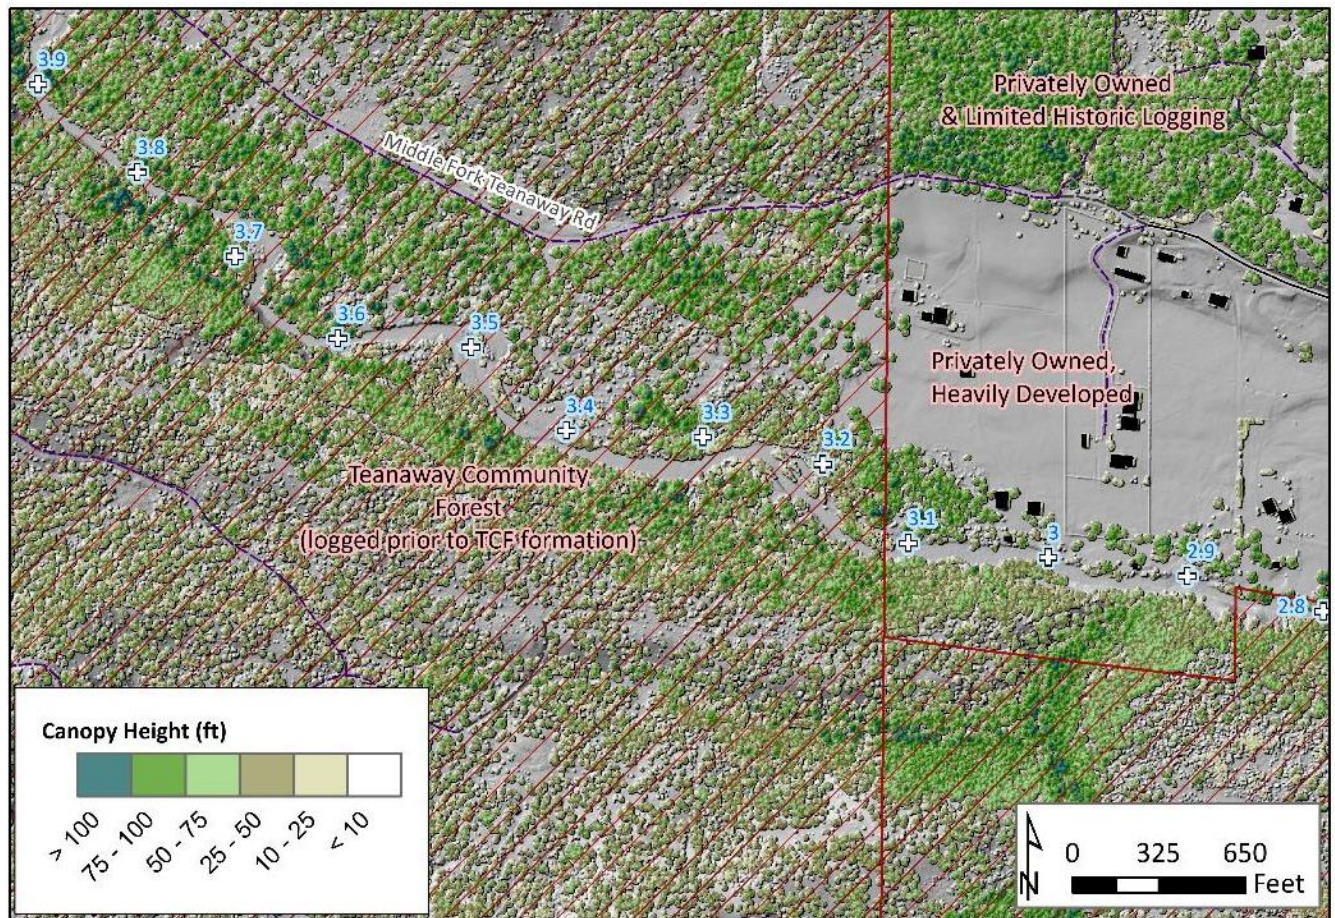 3.9
Privately Owned
& Limited Historic Logging
3.8
Middle Fork Teanaway Rd
3.7
3.6
3.5
Privately Owned,
Heavily Developed
3.4
3.3
3.2
Teanaway Community
Forest
(logged prior to TCF formation)
3.1
3
2.9
2.8
Canopy Height (ft)
> 100
75 - 100
50 - 75
25 - 50
10 - 25
< 10
N
0 325 650
Feet